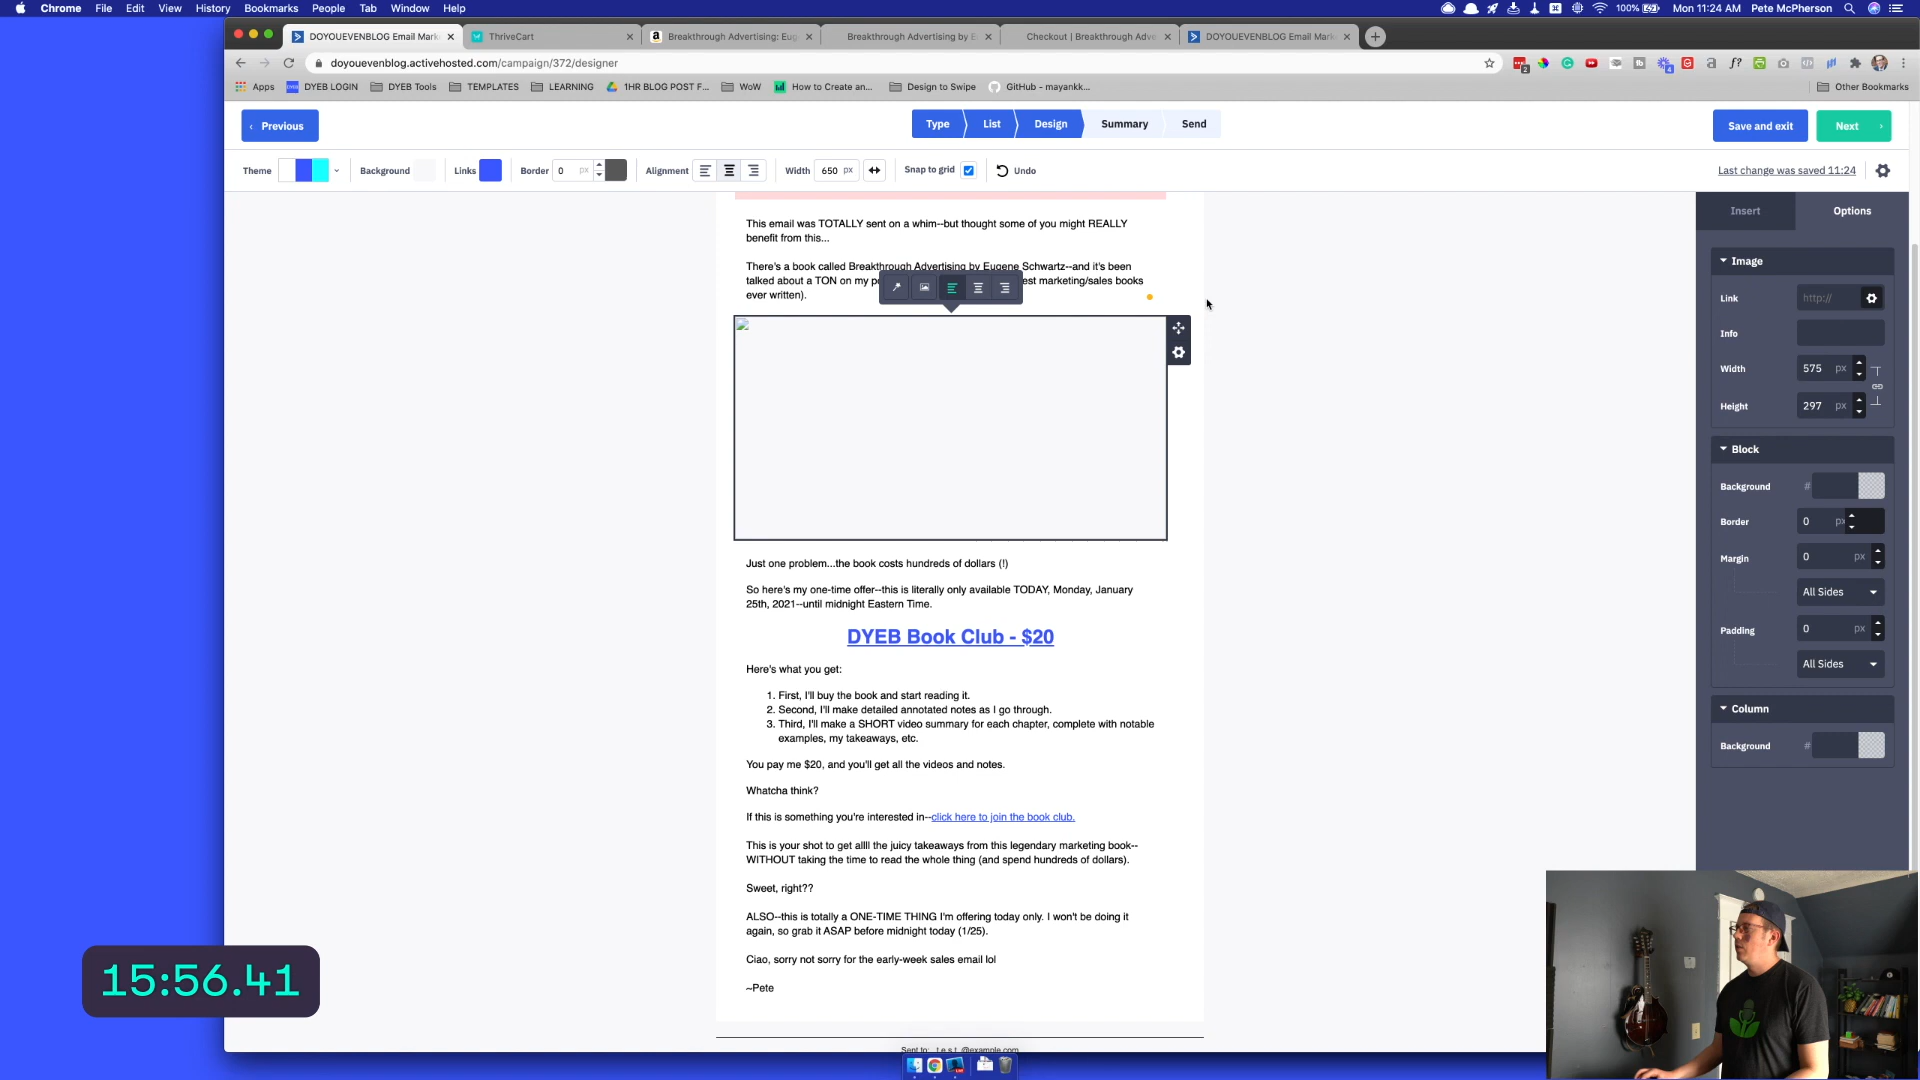 Chrome File Edit View History Bookmarks People Tab Window Help
100% Mon 11:24 AM Pete McPherson
DOYOUEVENBLOG Email Mark
ThriveCart
Breakthrough Advertising: Eug
Breakthrough Advertising by E
Checkout | Breakthrough Adve
DOYOUEVENBLOG Email Mark
doyouevenblog.activehosted.com/campaign/372/designer
Apps DYEB LOGIN DYEB Tools TEMPLATES LEARNING 1HR BLOG POST F... WoW How to Create an... Design to Swipe GitHub - mayankk... Other Bookmarks
Previous
Type List Design Summary Send
Save and exit Next
Theme Background Links Border 0 px Alignment Width 650 px Snap to grid Undo
Last change was saved 11:24
Insert Options
This email was TOTALLY sent on a whim--but thought some of you might REALLY
benefit from this...
There's a book called Breakthrough Advertising by Eugene Schwartz--and it's been
talked about a TON on my po est marketing/sales books
ever written).
Just one problem...the book costs hundreds of dollars (!)
So here's my one-time offer--this is literally only available TODAY, Monday, January
25th, 2021--until midnight Eastern Time.
DYEB Book Club - $20
Here's what you get:
1. First, I'll buy the book and start reading it.
2. Second, I'll make detailed annotated notes as I go through.
3. Third, I'll make a SHORT video summary for each chapter, complete with notable
examples, my takeaways, etc.
You pay me $20, and you'll get all the videos and notes.
Whatcha think?
If this is something you're interested in--click here to join the book club.
This is your shot to get allll the juicy takeaways from this legendary marketing book--
WITHOUT taking the time to read the whole thing (and spend hundreds of dollars).
Sweet, right??
ALSO--this is totally a ONE-TIME THING I'm offering today only. I won't be doing it
again, so grab it ASAP before midnight today (1/25).
Ciao, sorry not sorry for the early-week sales email lol
~Pete
Sent to: _t.e.s.t_@example.com
Image
Link http://
Info
Width 575 px
Height 297 px
Block
Background #
Border 0 px
Margin 0 px
All Sides
Padding 0 px
All Sides
Column
Background #
15:56.41